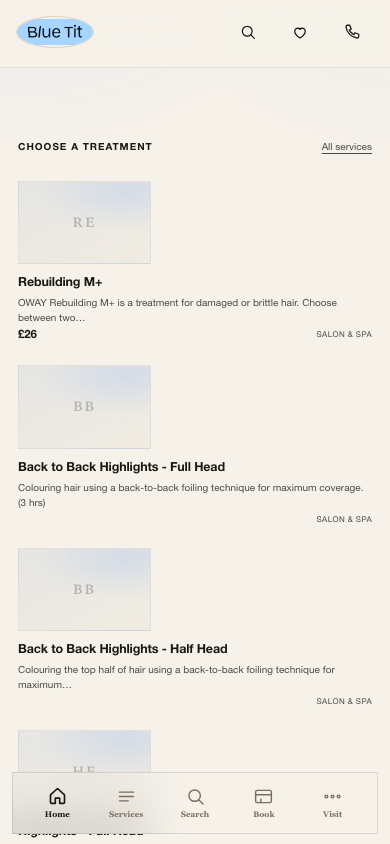 Blue Tit
CHOOSE A TREATMENT
All services
RE
Rebuilding M+
OWAY Rebuilding M+ is a treatment for damaged or brittle hair. Choose
between two…
£26
SALON & SPA
BB
Back to Back Highlights - Full Head
Colouring hair using a back-to-back foiling technique for maximum coverage.
(3 hrs)
SALON & SPA
BB
Back to Back Highlights - Half Head
Colouring the top half of hair using a back-to-back foiling technique for
maximum…
SALON & SPA
HE
Home
Services
Search
Book
Visit
Highlights - Full Head